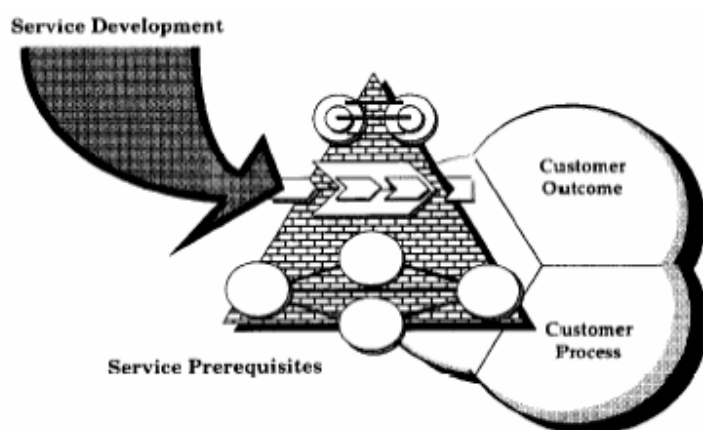 Service Development
Customer
Outcome
Customer
Process
Service Prerequisites